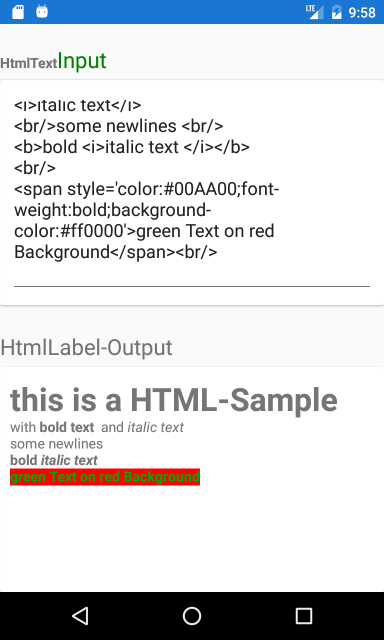 LTE 9:58
HtmlTextInput
<i>italic text</i>
<br/>some newlines <br/>
<b>bold <i>italic text </i></b>
<br/>
<span style='color:#00AA00;font-
weight:bold;background-
color:#ff0000'>green Text on red
Background</span><br/>
HtmlLabel-Output
this is a HTML-Sample
with bold text  and italic text
some newlines
bold italic text
green Text on red Background